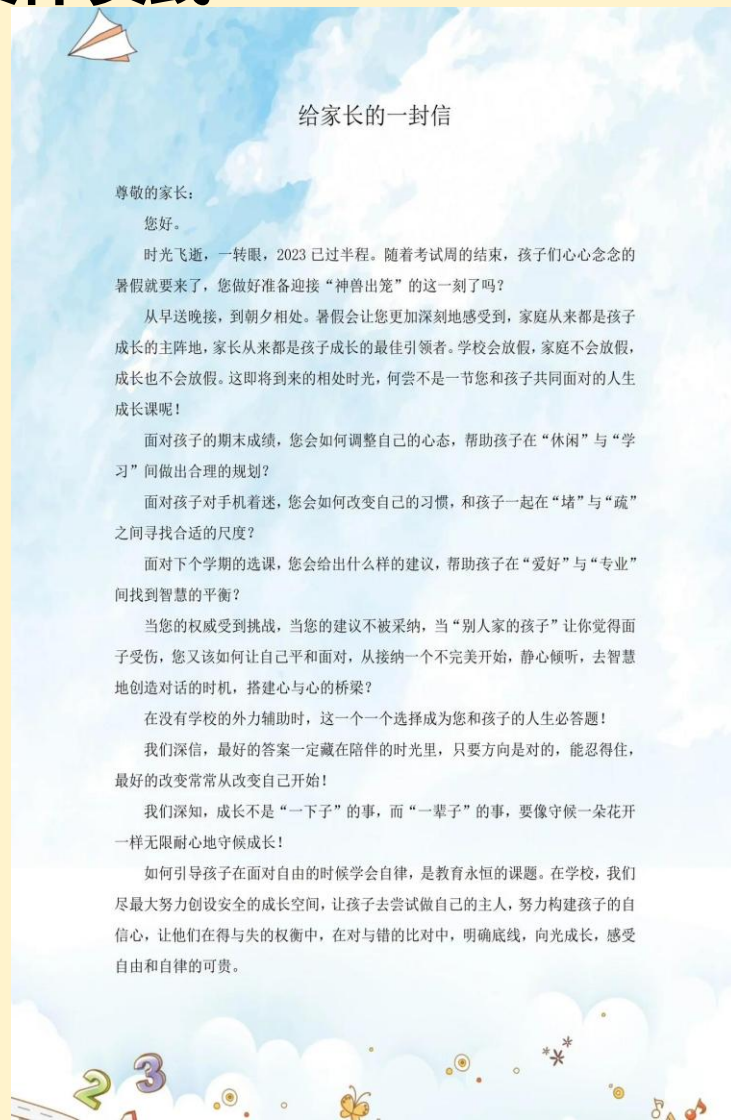 给家长的一封信
尊敬的家长：
您好。
时光飞逝，一转眼，2023 已过半程。随着考试周的结束，孩子们心心念念的
暑假就要来了，您做好准备迎接“神兽出笼”的这一刻了吗？
从早送晚接，到朝夕相处。暑假会让您更加深刻地感受到，家庭从来都是孩子
成长的主阵地，家长从来都是孩子成长的最佳引领者。学校会放假，家庭不会放假，
成长也不会放假。这即将到来的相处时光，何尝不是一节您和孩子共同面对的人生
成长课呢！
面对孩子的期末成绩，您会如何调整自己的心态，帮助孩子在“休闲”与“学
习”间做出合理的规划？
面对孩子对手机着迷，您会如何改变自己的习惯，和孩子一起在“堵”与“疏”
之间寻找合适的尺度？
面对下个学期的选课，您会给出什么样的建议，帮助孩子在“爱好”与“专业”
间找到智慧的平衡？
当您的权威受到挑战，当您的建议不被采纳，当“别人家的孩子”让你觉得面
子受伤，您又该如何让自己平和面对，从接纳一个不完美开始，静心倾听，去智慧
地创造对话的时机，搭建心与心的桥梁？
在没有学校的外力辅助时，这一个一个选择成为您和孩子的人生必答题！
我们深信，最好的答案一定藏在陪伴的时光里，只要方向是对的，能忍得住，
最好的改变常常从改变自己开始！
我们深知，成长不是“一下子”的事，而“一辈子”的事，要像守候一朵花开
一样无限耐心地守候成长！
如何引导孩子在面对自由的时候学会自律，是教育永恒的课题。在学校，我们
尽最大努力创设安全的成长空间，让孩子去尝试做自己的主人，努力构建孩子的自
信心，让他们在得与失的权衡中，在对与错的比对中，明确底线，向光成长，感受
自由和自律的可贵。
2 3